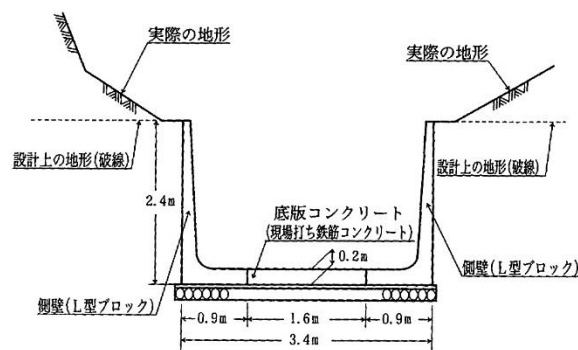 実際の地形
実際の地形
設計上の地形(破線)
設計上の地形(破線)
2.4m
底版コンクリート
(現場打ち鉄筋コンクリート)
0.2m
側壁(L型ブロック)
側壁(L型ブロック)
0.9m
1.6m
0.9m
3.4m